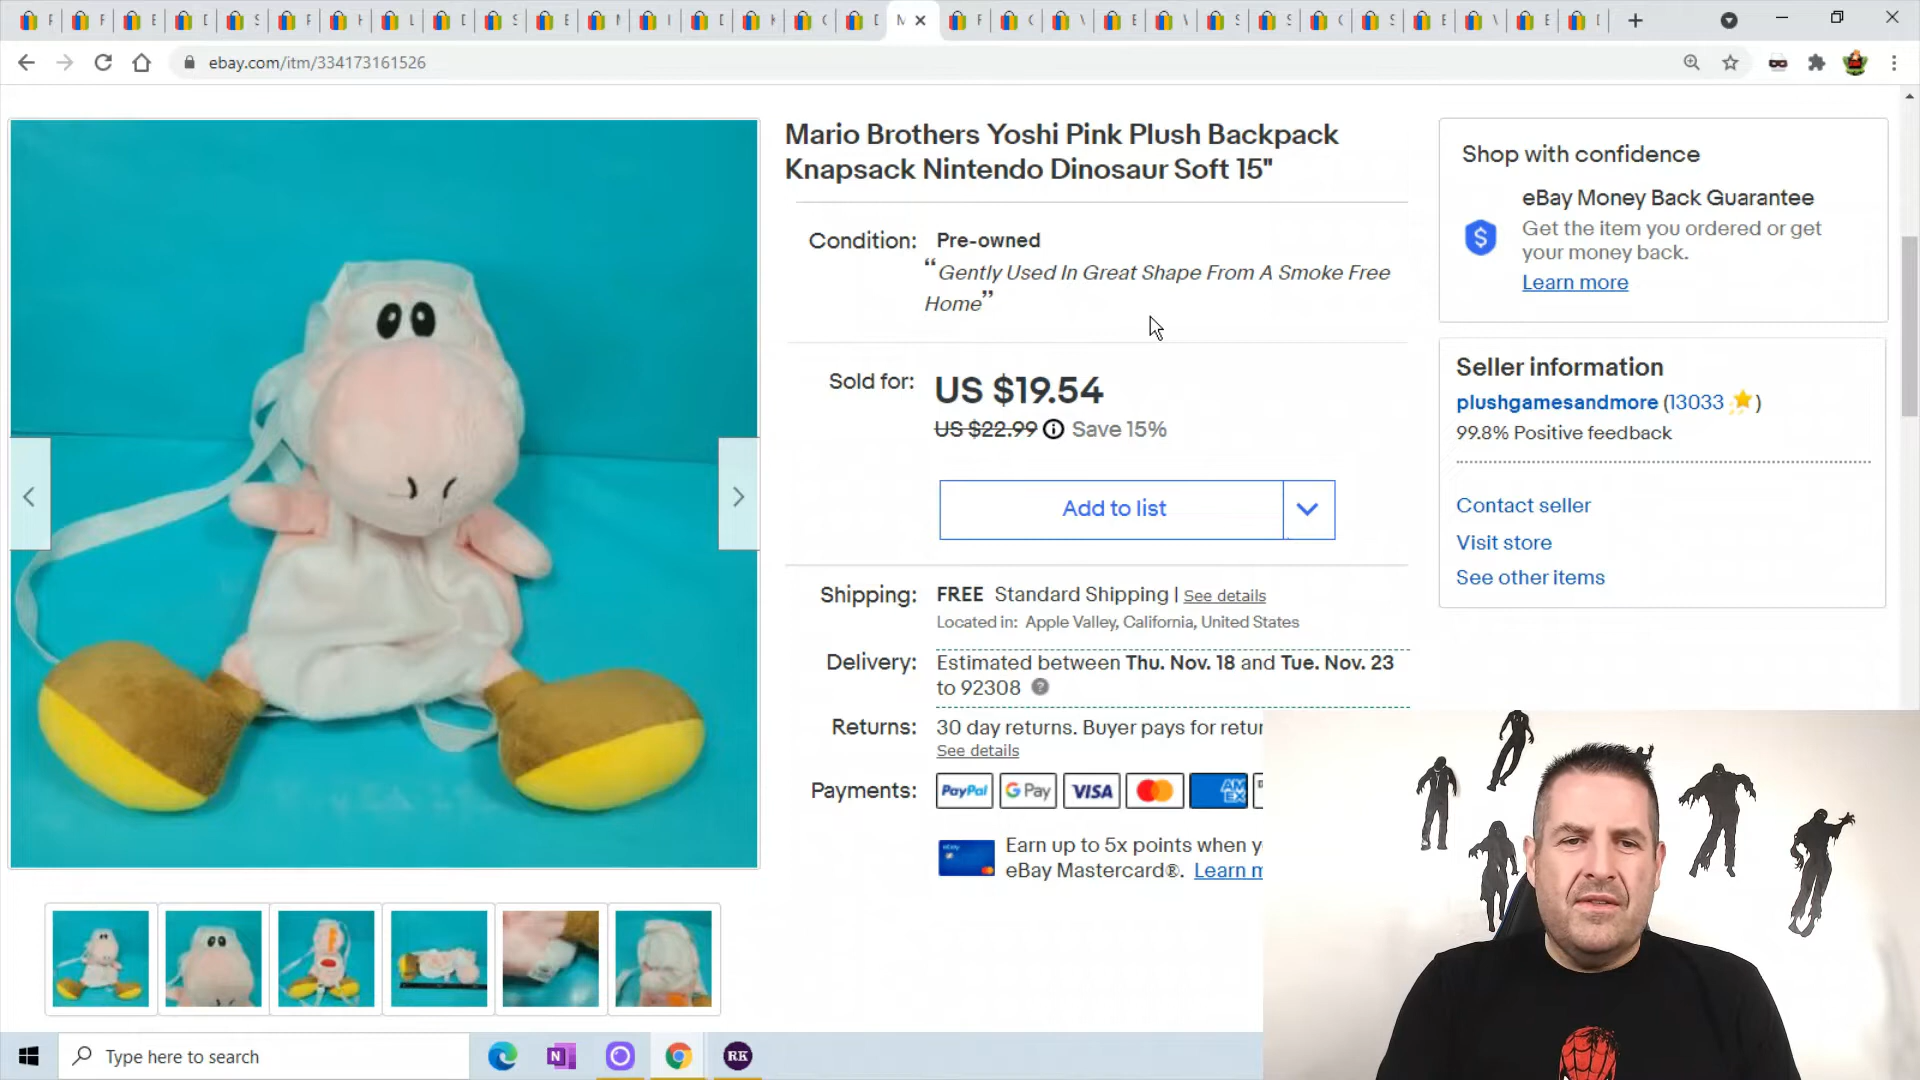 ebay.com/itm/334173161526
Mario Brothers Yoshi Pink Plush Backpack
Knapsack Nintendo Dinosaur Soft 15"
Condition: Pre-owned
“Gently Used In Great Shape From A Smoke Free
Home”
Sold for: US $19.54
US $22.99 Save 15%
Add to list
Shipping: FREE Standard Shipping | See details
Located in: Apple Valley, California, United States
Delivery: Estimated between Thu. Nov. 18 and Tue. Nov. 23
to 92308
Returns: 30 day returns. Buyer pays for retur
See details
Payments: PayPal G Pay VISA AM EX
Earn up to 5x points when y
eBay Mastercard®. Learn m
Shop with confidence
eBay Money Back Guarantee
Get the item you ordered or get
your money back.
Learn more
Seller information
plushgamesandmore (13033)
99.8% Positive feedback
Contact seller
Visit store
See other items
Type here to search
N
RK